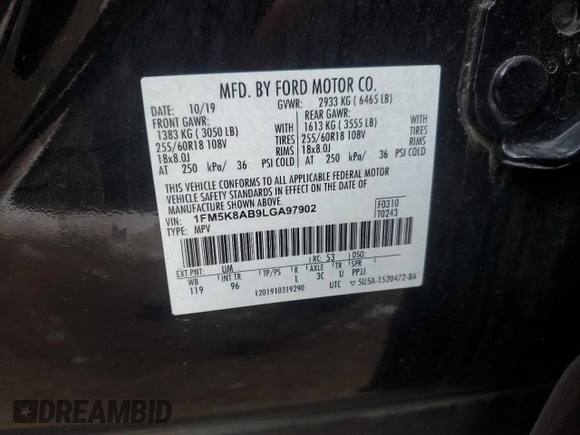 MFD. BY FORD MOTOR CO.
DATE: 10/19 GVWR: 2933 KG ( 6465 LB)
FRONT GAWR: REAR GAWR:
1383 KG ( 3050 LB) 1613 KG ( 3555 LB)
255/60R18 108V TIRES 255/60R18 108V TIRES
18x8.0J RIMS 18x8.0J RIMS
AT 250 kPa/ 36 PSI COLD AT 250 kPa/ 36 PSI COLD
THIS VEHICLE CONFORMS TO ALL APPLICABLE FEDERAL MOTOR
VEHICLE SAFETY STANDARDS IN EFFECT ON THE DATE OF
MANUFACTURE SHOWN ABOVE.
VIN: 1FM5K8AB9LGA97902 F0310
TYPE: MPV T0243
EXT PNT: UM RC: 53 DSO:
WB INT TR TP/PS R AXLE TR SPR
119 96 L 3C U PPJJ
1201910319290 UTC ▽ 5U5A-1520472-BA
DREAMBID